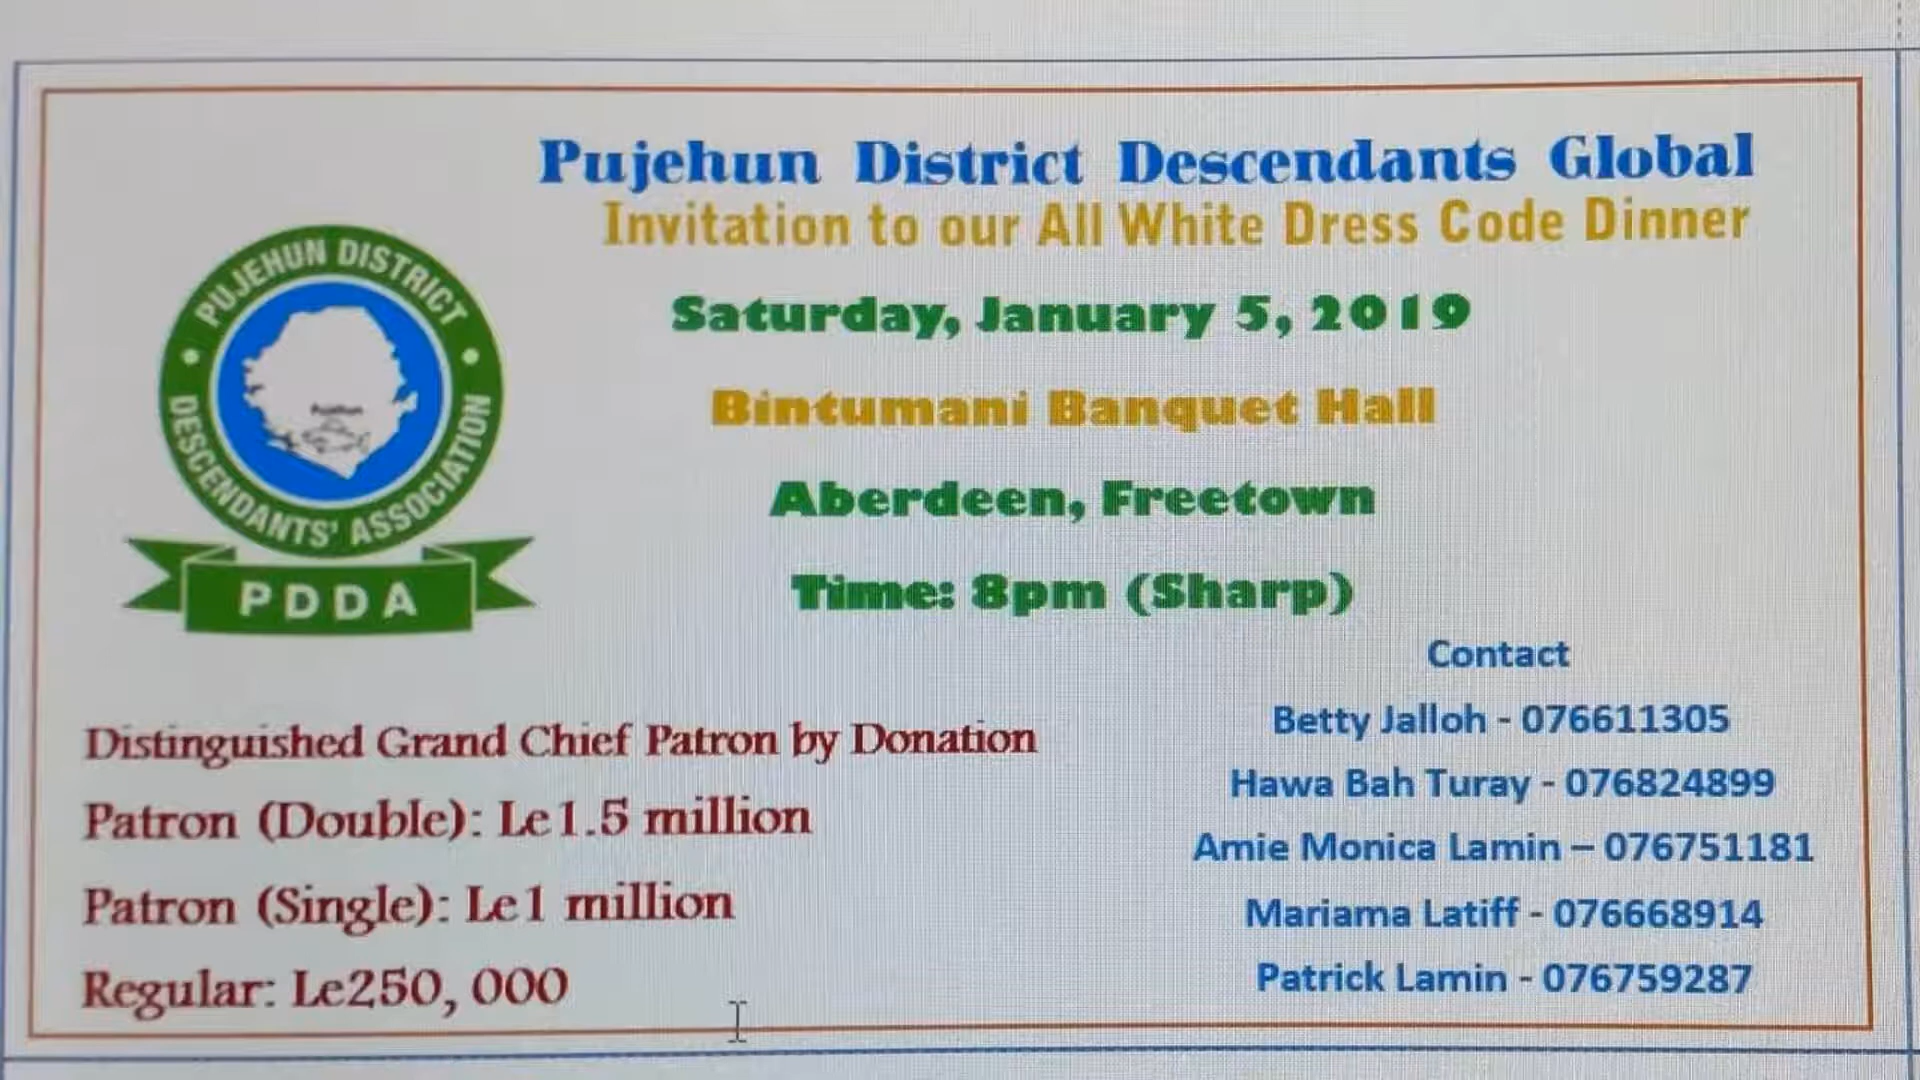 Pujehun District Descendants Global
Invitation to our All White Dress Code Dinner
PUJEHUN DISTRICT
DESCENDANTS' ASSOCIATION
Pujehun
PDDA
Saturday, January 5, 2019
Bintumani Banquet Hall
Aberdeen, Freetown
Time: 8pm (Sharp)
Distinguished Grand Chief Patron by Donation
Patron (Double): Le1.5 million
Patron (Single): Le1 million
Regular: Le250, 000
Contact
Betty Jalloh - 076611305
Hawa Bah Turay - 076824899
Amie Monica Lamin – 076751181
Mariama Latiff - 076668914
Patrick Lamin - 076759287